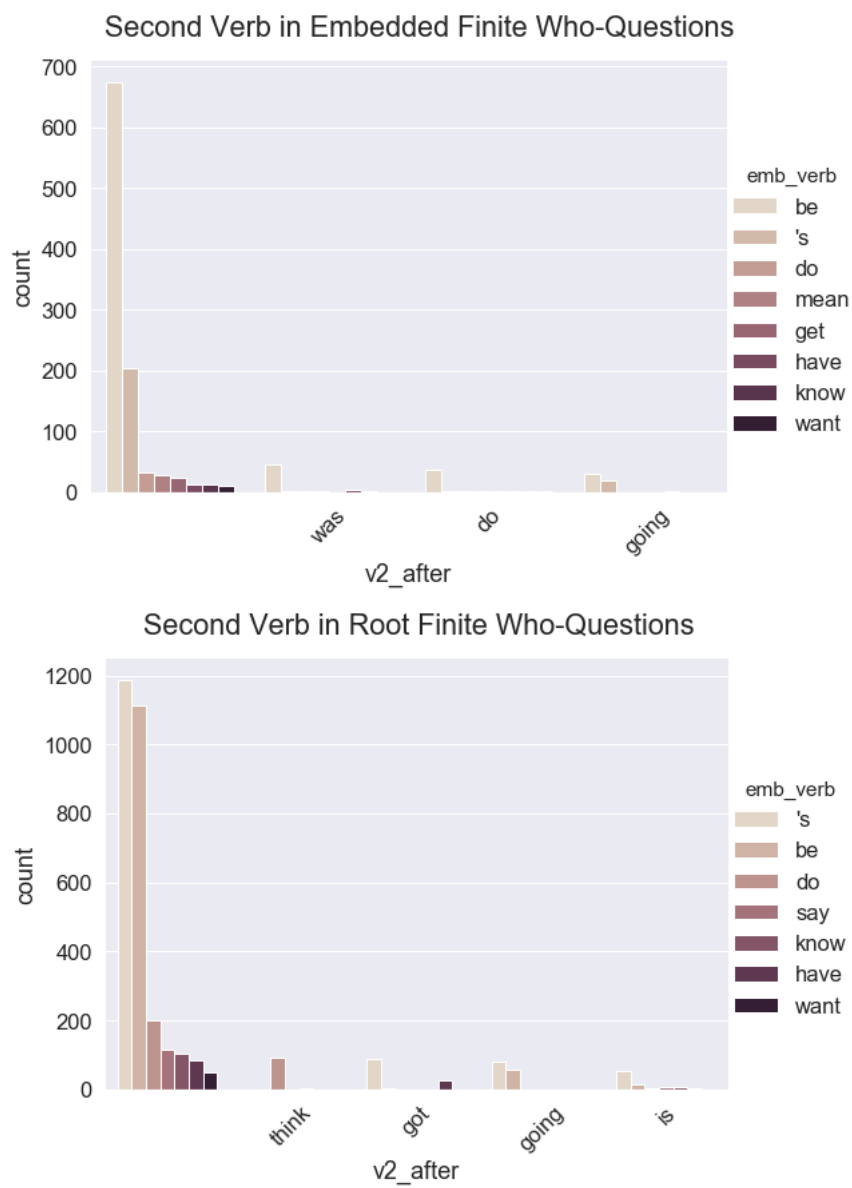 Second Verb in Embedded Finite Who-Questions
700
600
500
400
300
200
100
0
count
was
do
going
v2_after
emb_verb
be
's
do
mean
get
have
know
want
Second Verb in Root Finite Who-Questions
1200
1000
800
600
400
200
0
count
think
got
going
is
v2_after
emb_verb
's
be
do
say
know
have
want